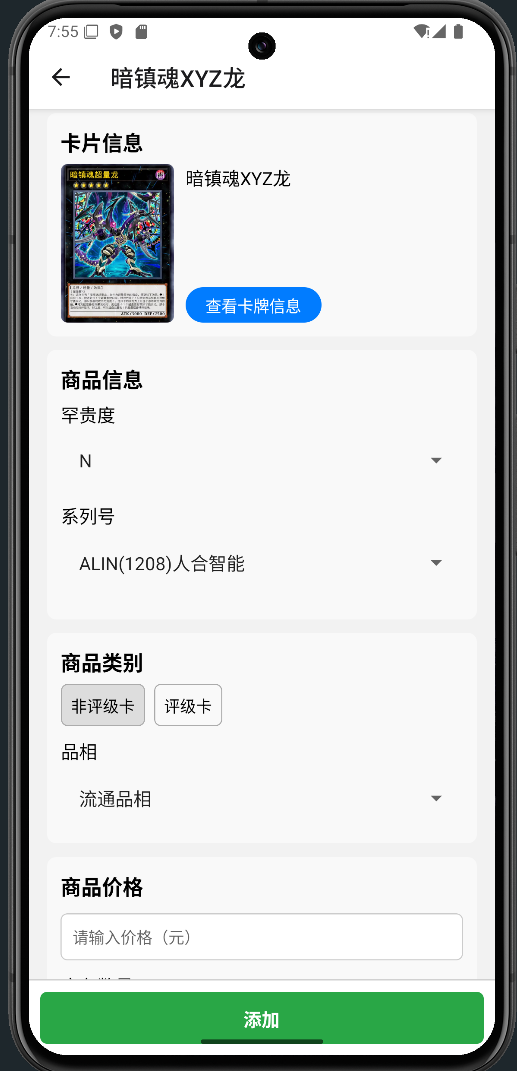 7:55
暗镇魂XYZ龙
卡片信息
暗镇魂超量龙
暗镇魂XYZ龙
查看卡牌信息
商品信息
罕贵度
N
系列号
ALIN(1208)人合智能
商品类别
非评级卡
评级卡
品相
流通品相
商品价格
请输入价格（元）
添加